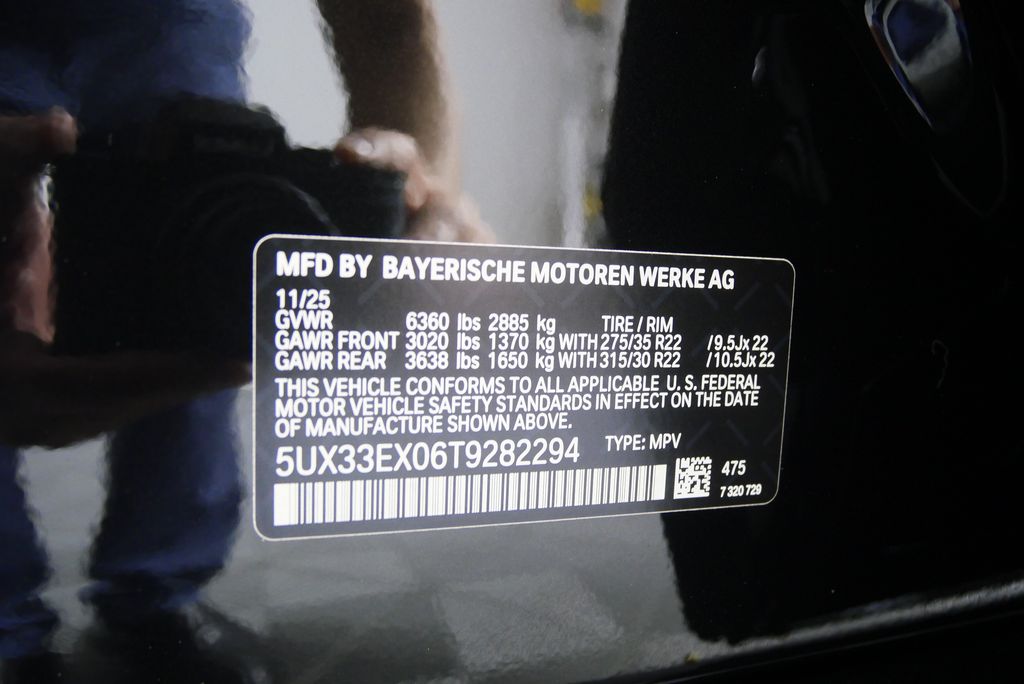 MFD BY BAYERISCHE MOTOREN WERKE AG
11/25
GVWR 6360 lbs 2885 kg TIRE / RIM
GAWR FRONT 3020 lbs 1370 kg WITH 275/35 R22 /9.5Jx 22
GAWR REAR 3638 lbs 1650 kg WITH 315/30 R22 /10.5Jx 22
THIS VEHICLE CONFORMS TO ALL APPLICABLE U. S. FEDERAL
MOTOR VEHICLE SAFETY STANDARDS IN EFFECT ON THE DATE
OF MANUFACTURE SHOWN ABOVE.
5UX33EX06T9282294 TYPE: MPV
475
7 320 729